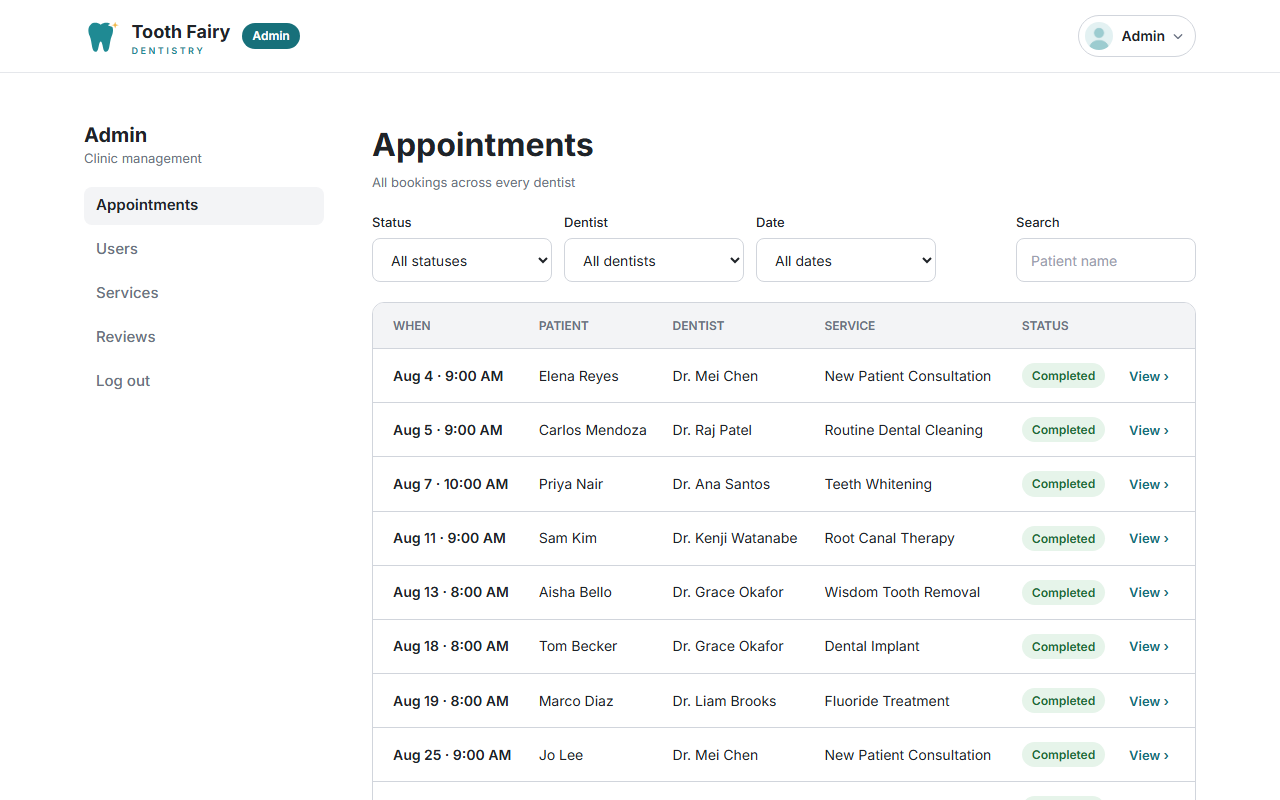 Tooth Fairy
DENTISTRY
Admin
Admin
Admin
Clinic management
Appointments
Users
Services
Reviews
Log out
Appointments
All bookings across every dentist
Status Dentist Date Search
All statuses All dentists All dates Patient name
WHEN PATIENT DENTIST SERVICE STATUS
Aug 4 · 9:00 AM Elena Reyes Dr. Mei Chen New Patient Consultation Completed View ›
Aug 5 · 9:00 AM Carlos Mendoza Dr. Raj Patel Routine Dental Cleaning Completed View ›
Aug 7 · 10:00 AM Priya Nair Dr. Ana Santos Teeth Whitening Completed View ›
Aug 11 · 9:00 AM Sam Kim Dr. Kenji Watanabe Root Canal Therapy Completed View ›
Aug 13 · 8:00 AM Aisha Bello Dr. Grace Okafor Wisdom Tooth Removal Completed View ›
Aug 18 · 8:00 AM Tom Becker Dr. Grace Okafor Dental Implant Completed View ›
Aug 19 · 8:00 AM Marco Diaz Dr. Liam Brooks Fluoride Treatment Completed View ›
Aug 25 · 9:00 AM Jo Lee Dr. Mei Chen New Patient Consultation Completed View ›